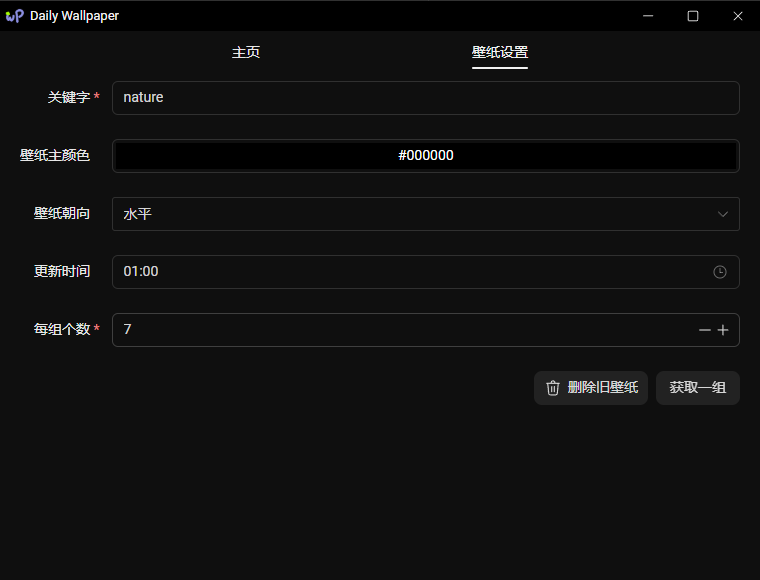 Daily Wallpaper
主页 壁纸设置
关键字 * nature
壁纸主颜色 #000000
壁纸朝向 水平
更新时间 01:00
每组个数 * 7
删除旧壁纸 获取一组